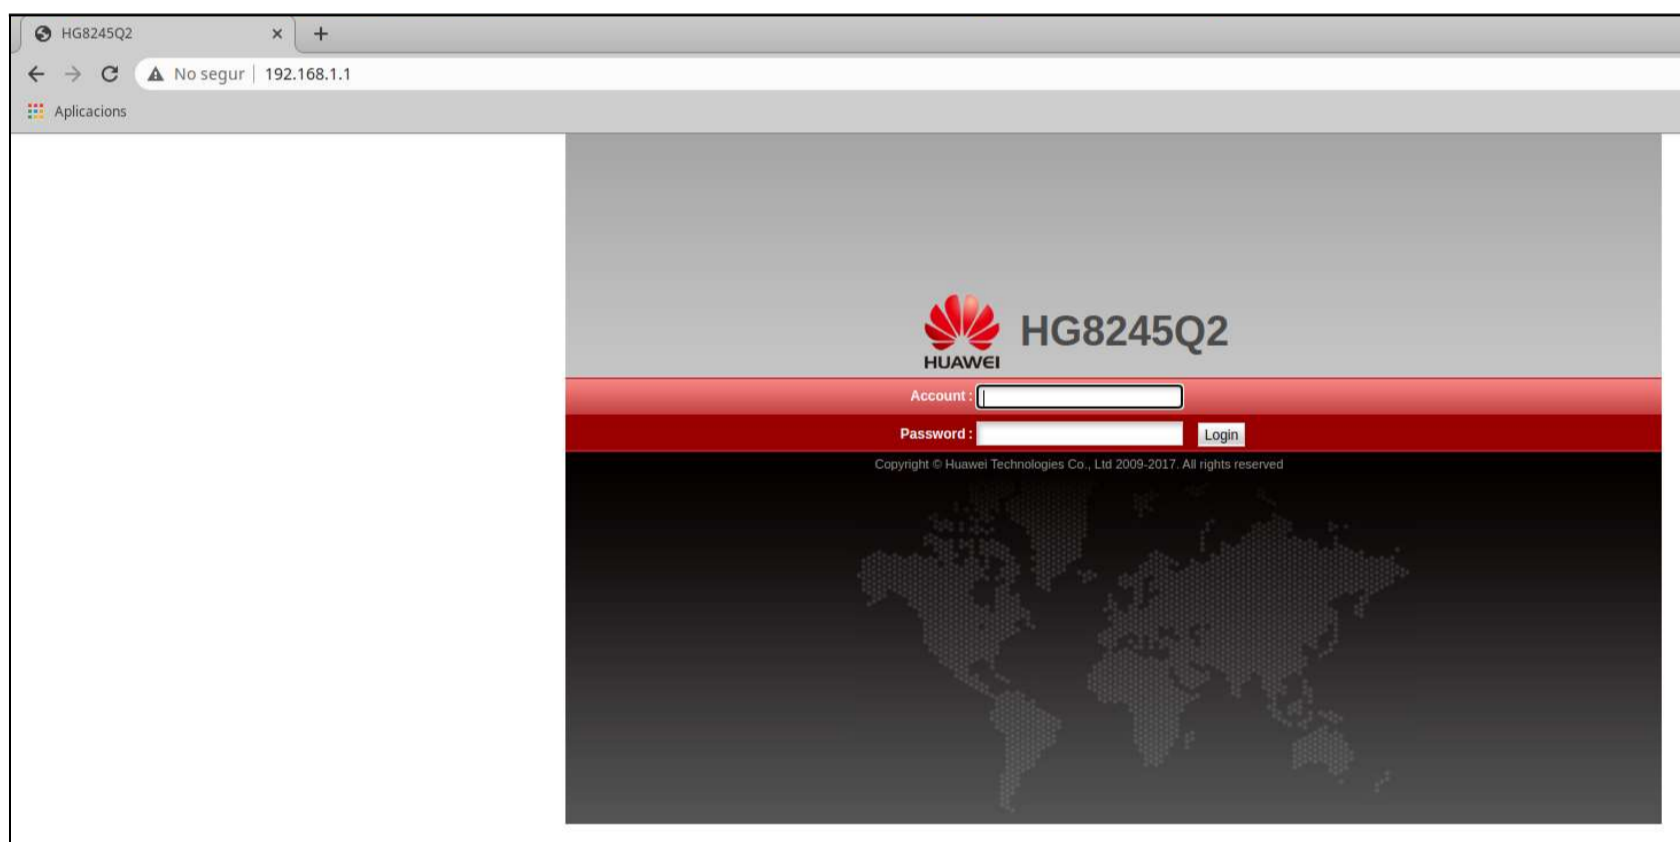 HG8245Q2
No segur 192.168.1.1
Aplicacions
HUAWEI HG8245Q2
Account :
Password : Login
Copyright © Huawei Technologies Co., Ltd 2009-2017. All rights reserved